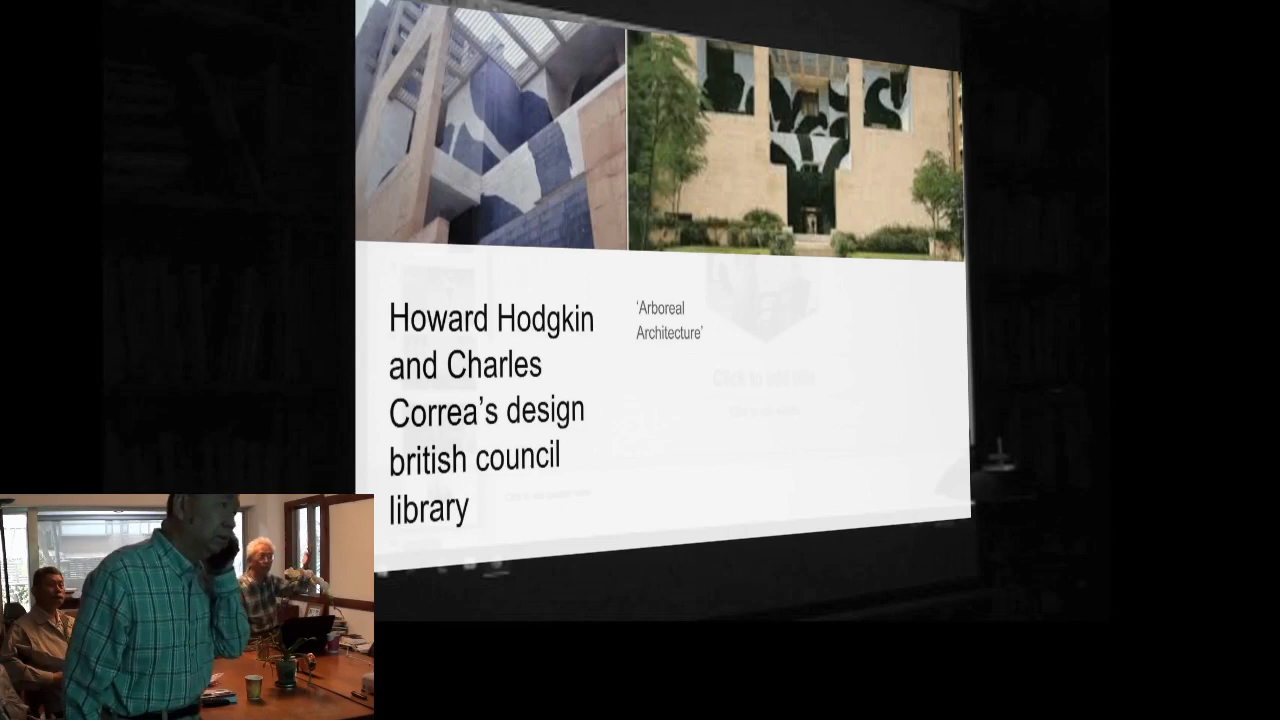 Howard Hodgkin
and Charles
Correa's design
british council
library
'Arboreal
Architecture'